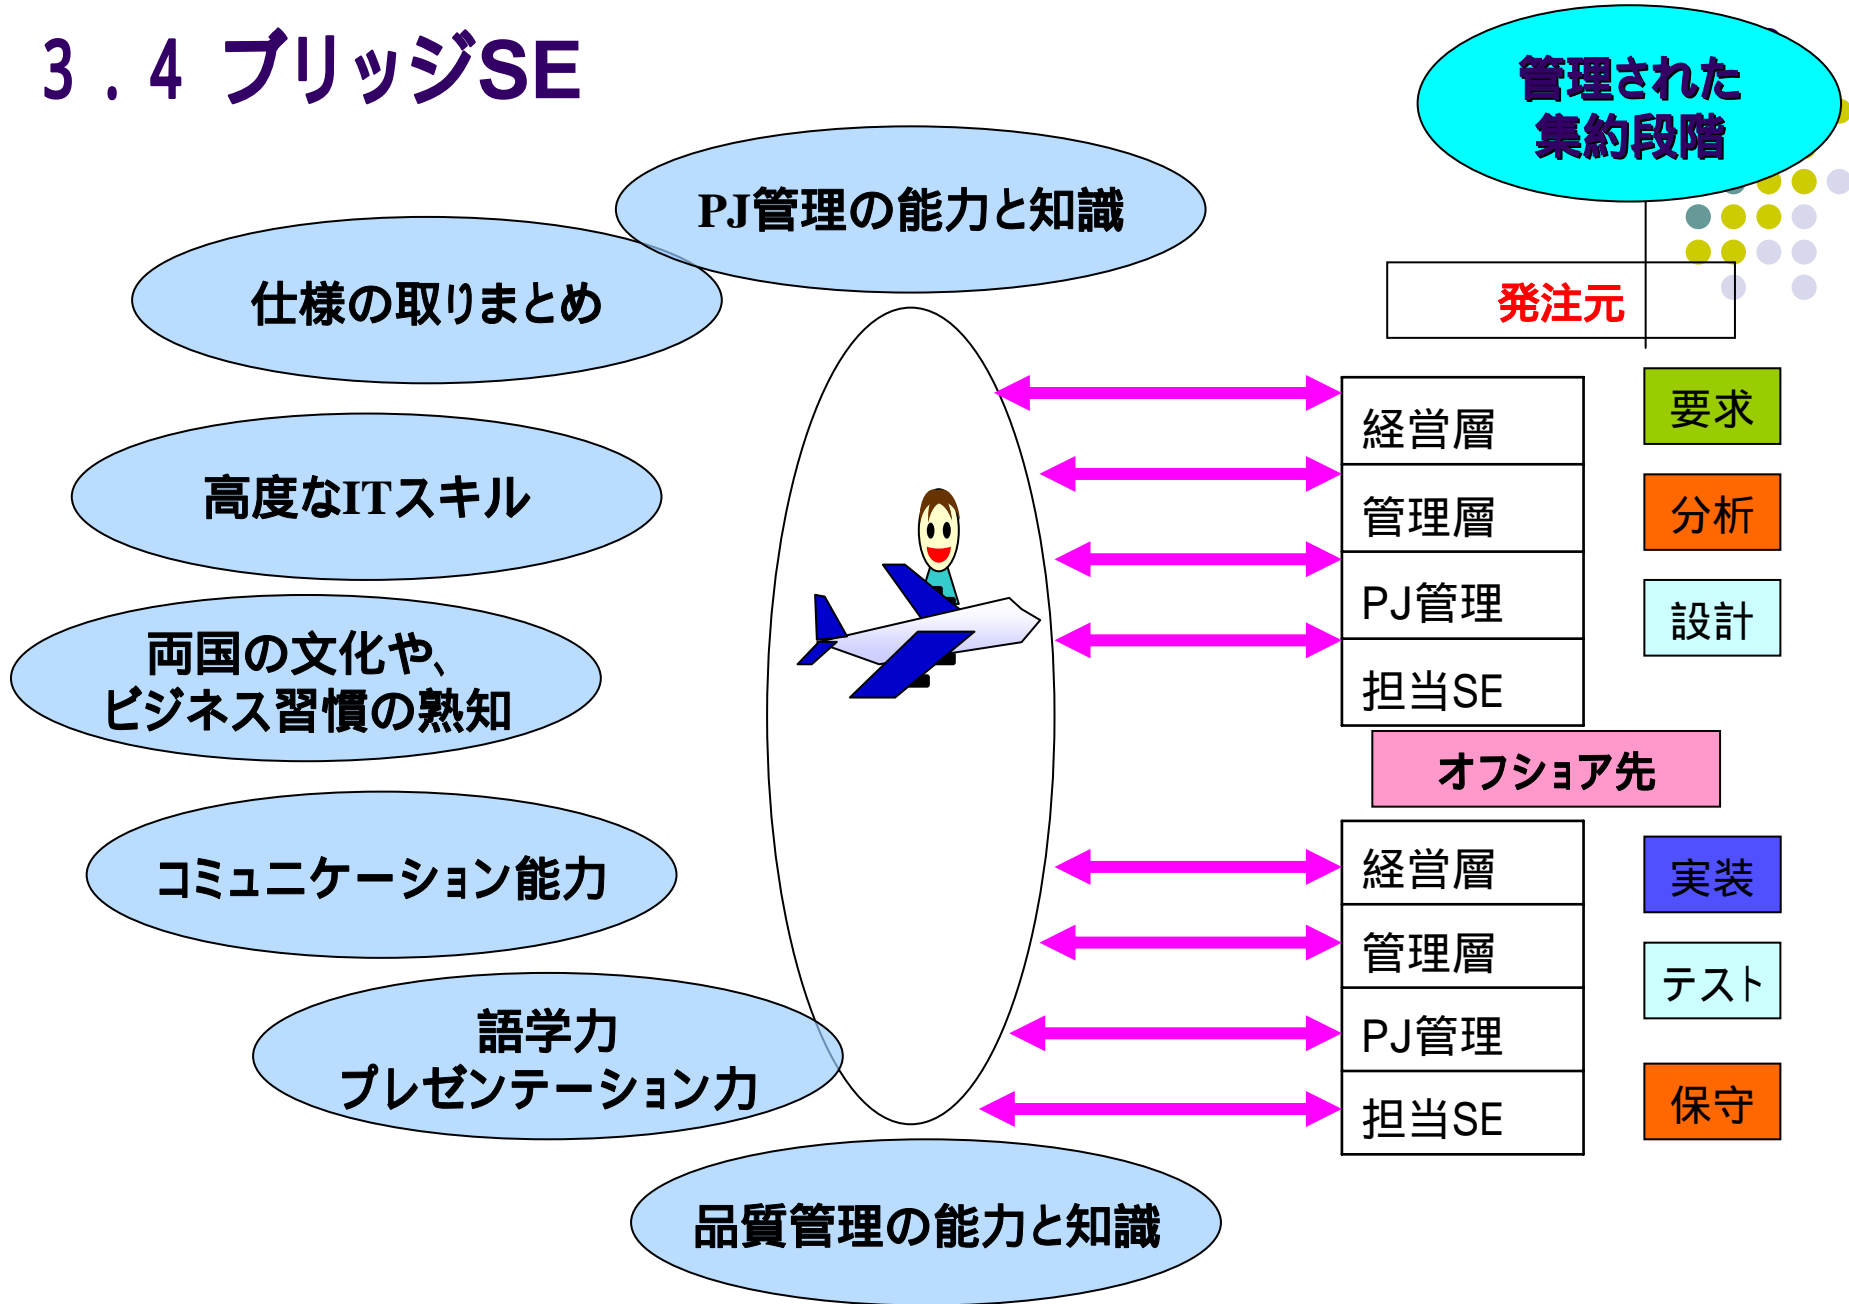 ３．４ ブリッジSE
管理された
集約段階
PJ管理の能力と知識
仕様の取りまとめ
高度なITスキル
両国の文化や、
ビジネス習慣の熟知
コミュニケーション能力
語学力
プレゼンテーション力
品質管理の能力と知識
発注元
経営層
管理層
PJ管理
担当SE
要求
分析
設計
オフショア先
経営層
管理層
PJ管理
担当SE
実装
テスト
保守